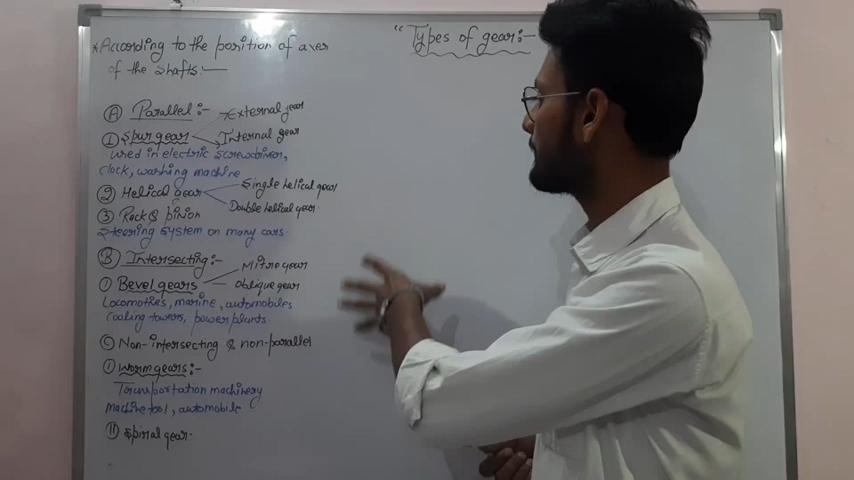 "Types of gear:-
*According to the position of axes
of the shafts:-
(A) Parallel:-
External gear
① Spur gear
Internal gear
used in electric screwdriver,
clock, washing machine
② Helical gear
Single helical gear
Double helical gear.
③ Rack & pinion
Steering system on many cars.
(B) Intersecting:-
Mitre gear
① Bevel gears
Oblique gear
Locomotives, marine, automobiles
Cooling towers, power plants.
(C) Non-intersecting & non-parallel
(I) Worm gears:-
Transportation machinery
machine tool, automobile
(II) Spiral gear.